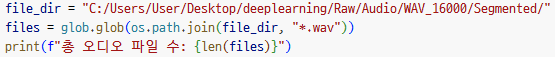 file_dir = "C:/Users/User/Desktop/deeplearning/Raw/Audio/WAV_16000/Segmented/"
files = glob.glob(os.path.join(file_dir, "*.wav"))
print(f"총 오디오 파일 수: {len(files)}")